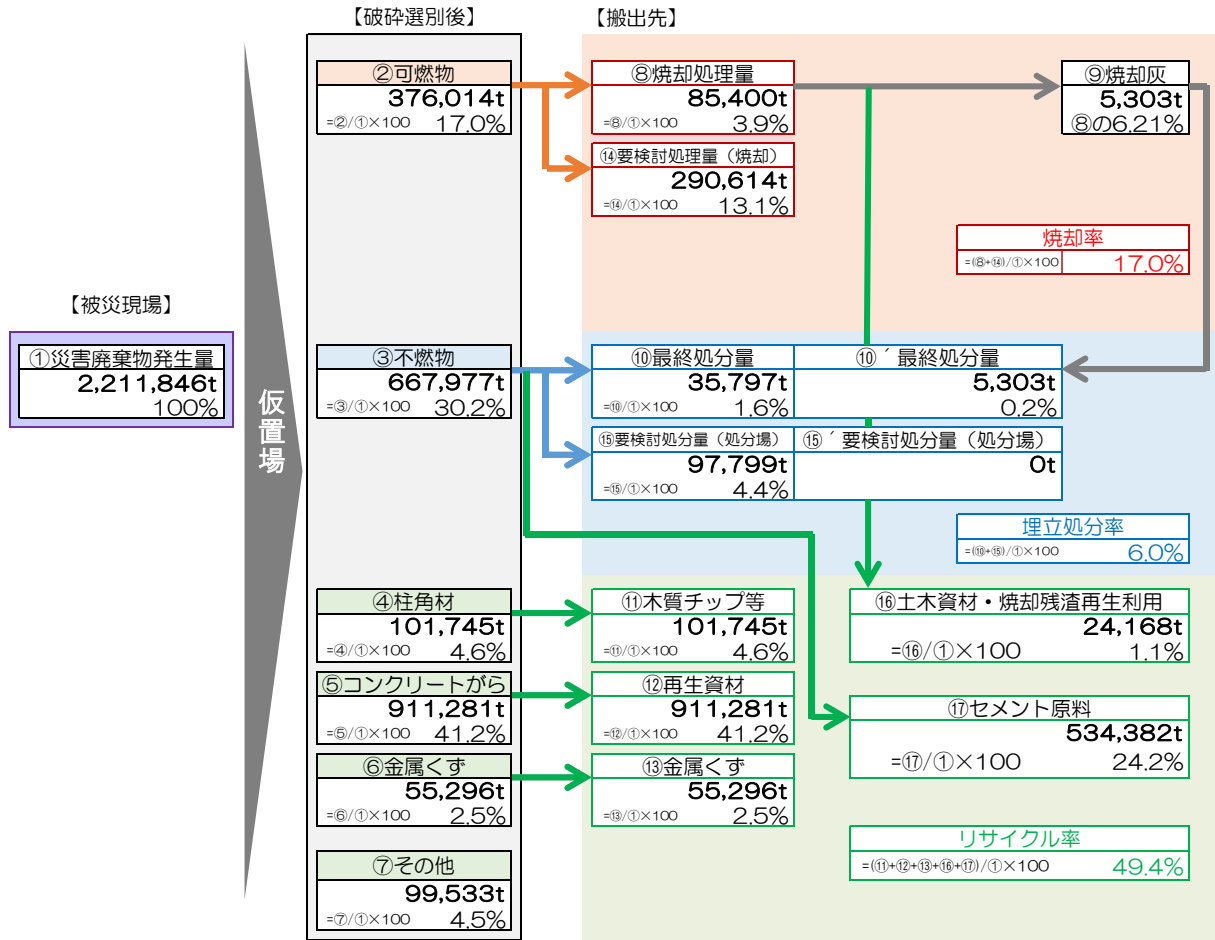 【破砕選別後】
【搬出先】
②可燃物
376,014t
=②/①×100 17.0%
⑧焼却処理量
85,400t
=⑧/①×100 3.9%
⑨焼却灰
5,303t
⑧の6.21%
⑭要検討処理量（焼却）
290,614t
=⑭/①×100 13.1%
焼却率
=(⑧+⑭)/①×100 17.0%
【被災現場】
①災害廃棄物発生量
2,211,846t
100%
仮置場
③不燃物
667,977t
=③/①×100 30.2%
⑩最終処分量
35,797t
=⑩/①×100 1.6%
⑩´最終処分量
5,303t
0.2%
⑮要検討処分量（処分場）
97,799t
=⑮/①×100 4.4%
⑮´要検討処分量（処分場）
0t
埋立処分率
=(⑩+⑮)/①×100 6.0%
④柱角材
101,745t
=④/①×100 4.6%
⑪木質チップ等
101,745t
=⑪/①×100 4.6%
⑯土木資材・焼却残渣再生利用
24,168t
=⑯/①×100 1.1%
⑤コンクリートがら
911,281t
=⑤/①×100 41.2%
⑫再生資材
911,281t
=⑫/①×100 41.2%
⑰セメント原料
534,382t
=⑰/①×100 24.2%
⑥金属くず
55,296t
=⑥/①×100 2.5%
⑬金属くず
55,296t
=⑬/①×100 2.5%
リサイクル率
=(⑪+⑫+⑬+⑯+⑰)/①×100 49.4%
⑦その他
99,533t
=⑦/①×100 4.5%